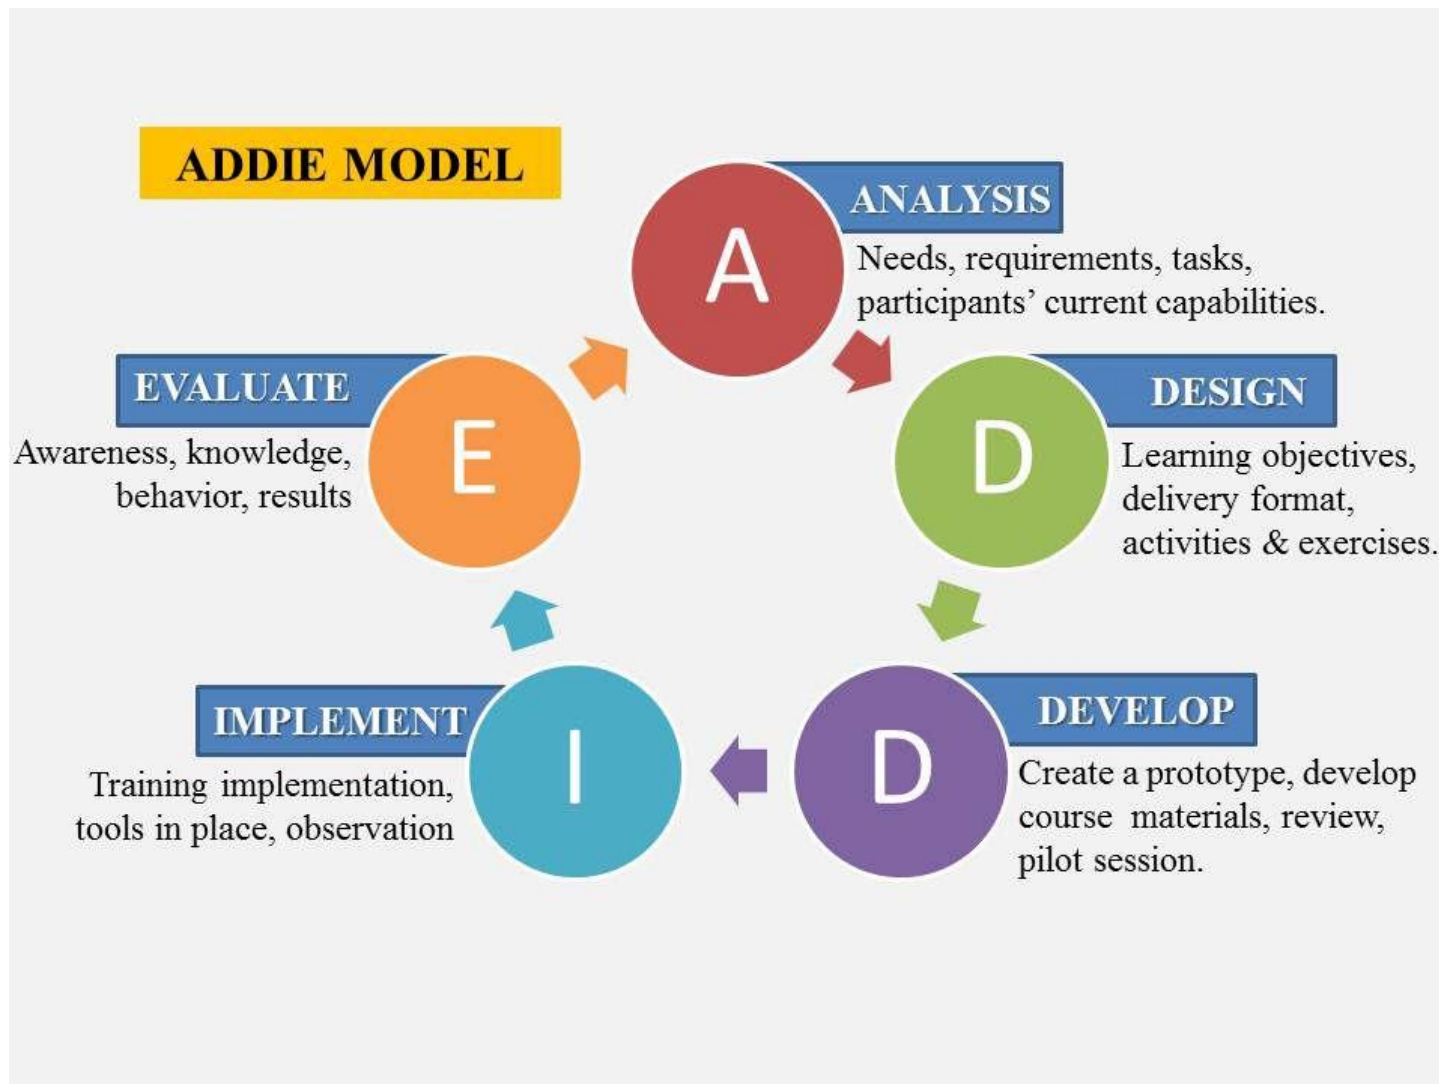 ADDIE MODEL
A
ANALYSIS
Needs, requirements, tasks,
participants’ current capabilities.
D
DESIGN
Learning objectives,
delivery format,
activities & exercises.
D
DEVELOP
Create a prototype, develop
course materials, review,
pilot session.
I
IMPLEMENT
Training implementation,
tools in place, observation
E
EVALUATE
Awareness, knowledge,
behavior, results